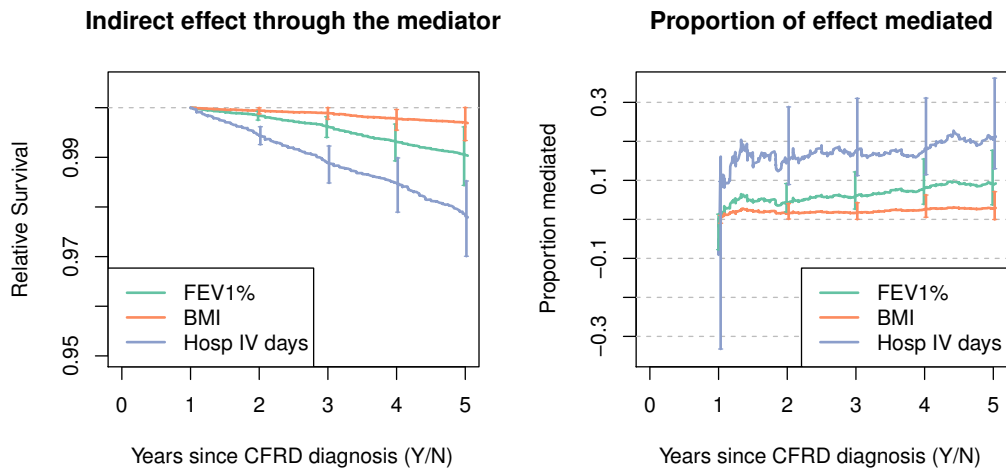 Indirect effect through the mediator
Relative Survival
0.99
0.97
0.95
FEV1%
BMI
Hosp IV days
0 1 2 3 4 5
Years since CFRD diagnosis (Y/N)
Proportion of effect mediated
Proportion mediated
0.3
0.1
−0.1
−0.3
FEV1%
BMI
Hosp IV days
0 1 2 3 4 5
Years since CFRD diagnosis (Y/N)